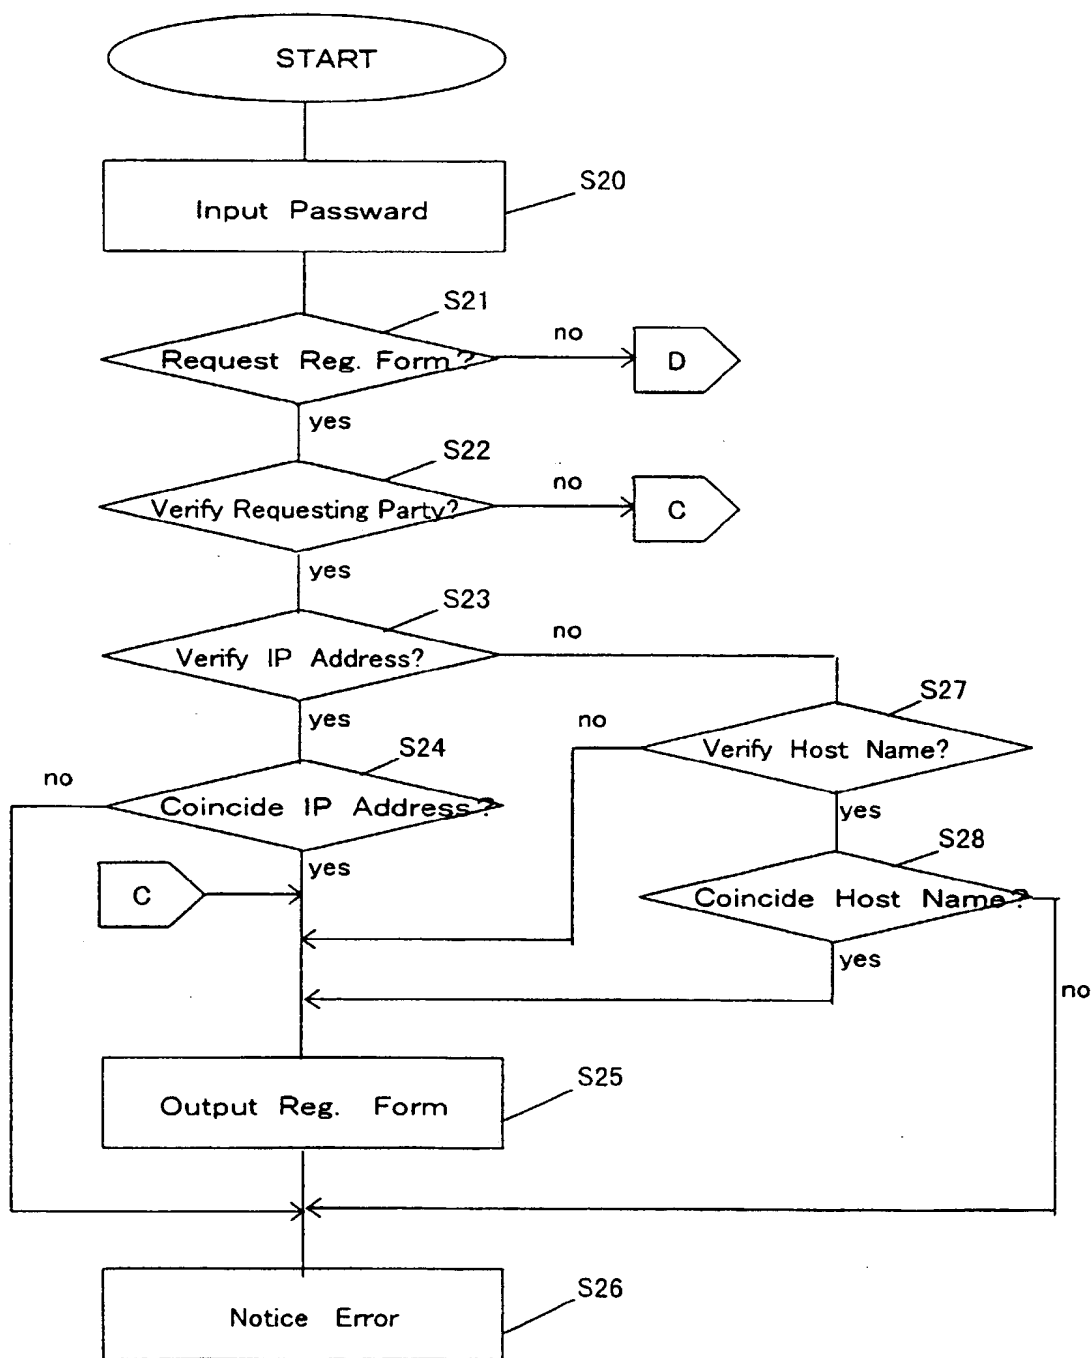 START
Input Passward
S20
S21
Request Reg. Form?
no
D
yes
S22
Verify Requesting Party?
no
C
yes
S23
Verify IP Address?
no
yes
S27
no
Verify Host Name?
S24
no
Coincide IP Address?
yes
S28
yes
C
Coincide Host Name?
yes
no
S25
Output Reg. Form
S26
Notice Error